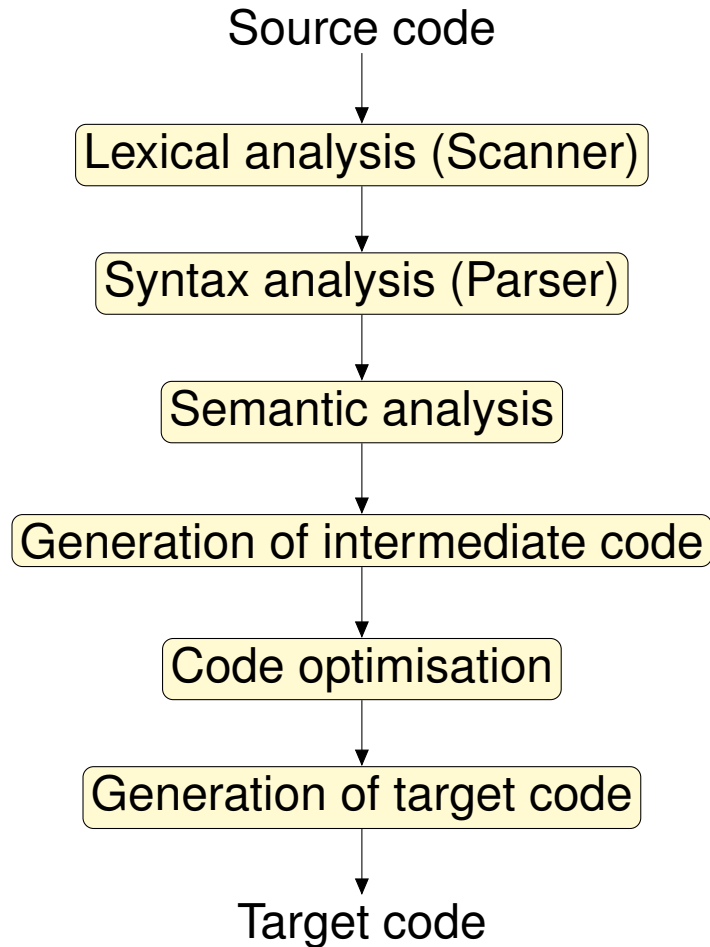 Source code
Lexical analysis (Scanner)
Syntax analysis (Parser)
Semantic analysis
Generation of intermediate code
Code optimisation
Generation of target code
Target code